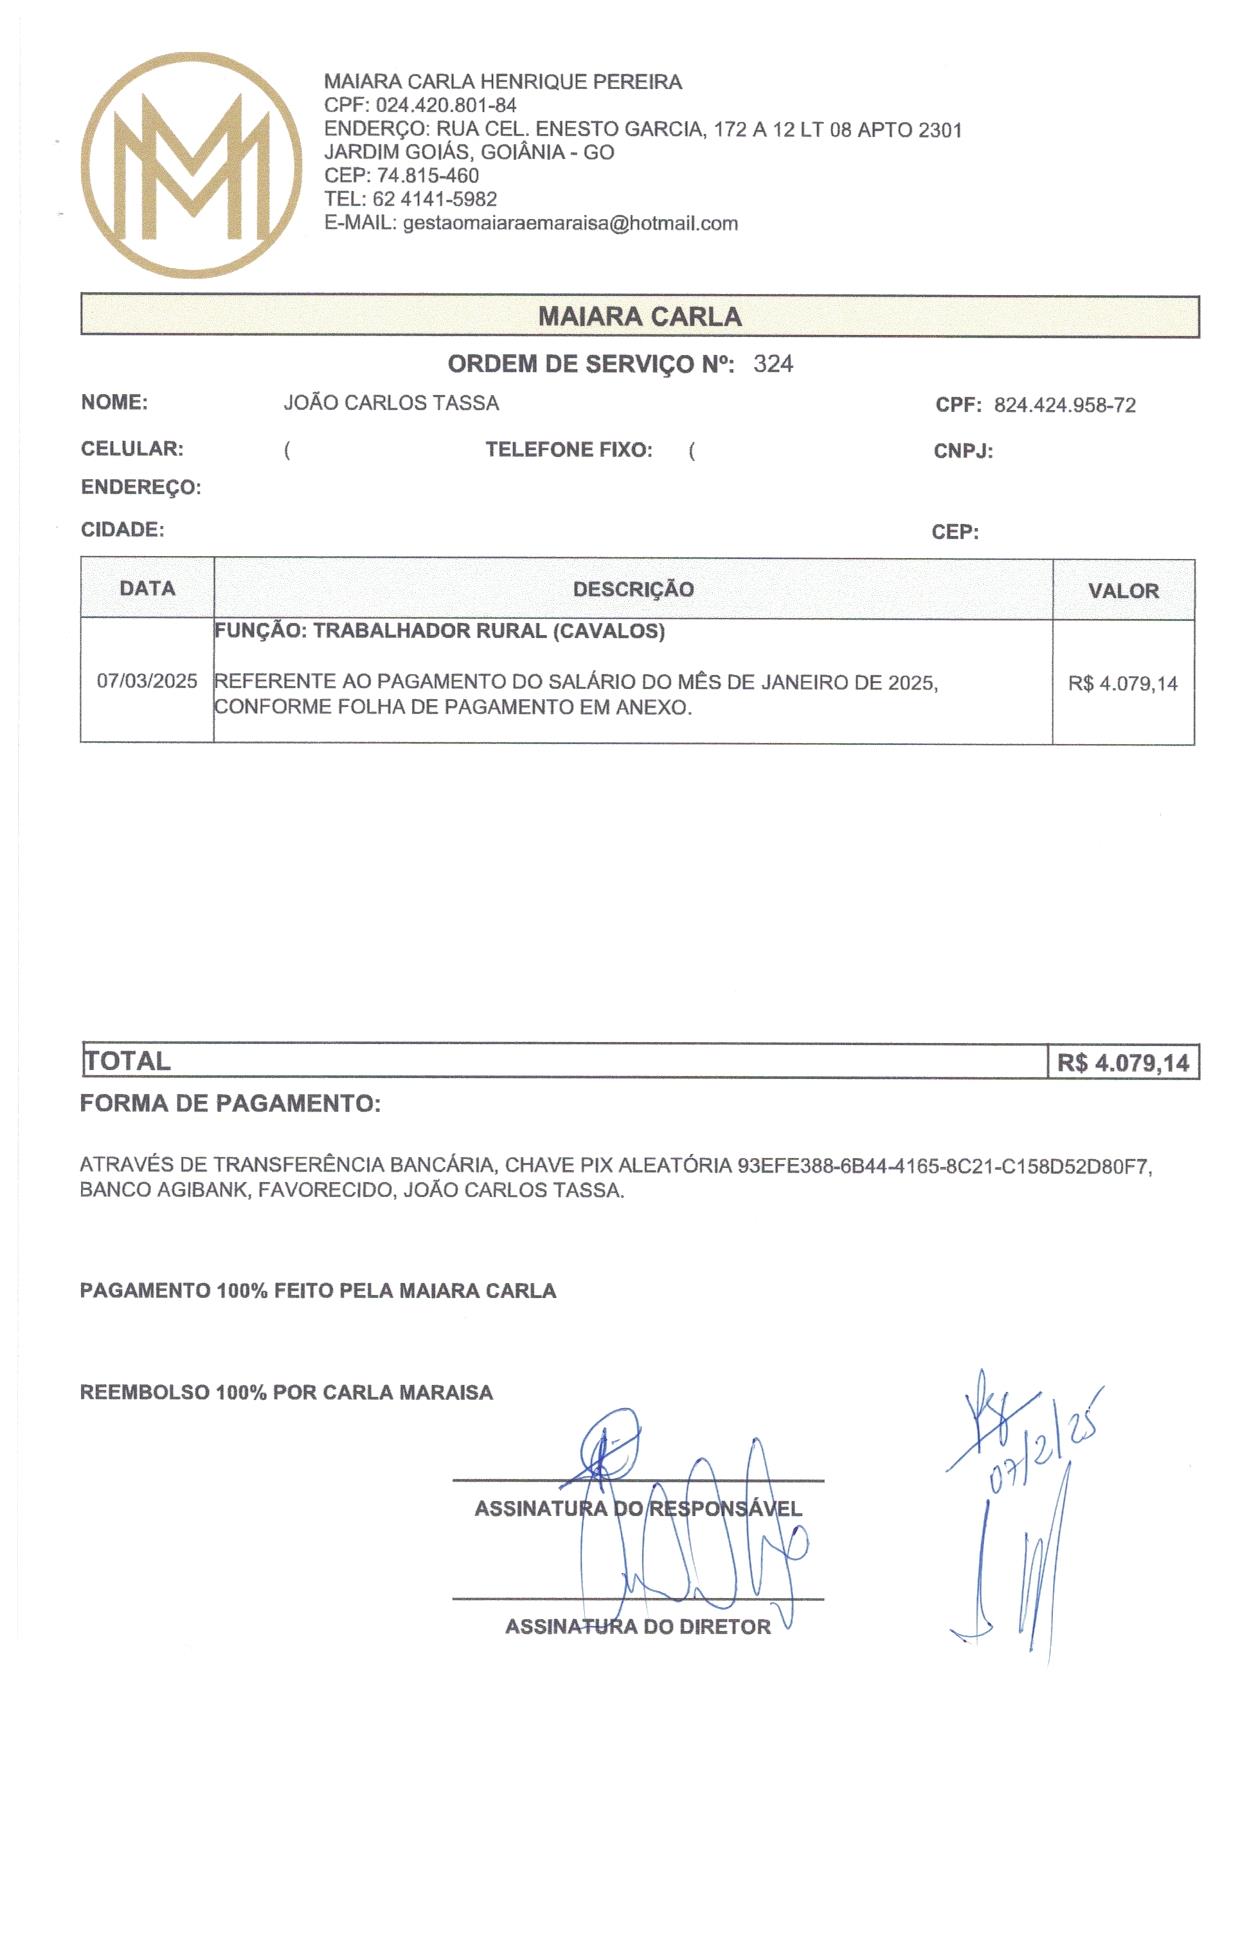 MAIARA CARLA HENRIQUE PEREIRA
CPF: 024.420.801-84
ENDERÇO: RUA CEL. ENESTO GARCIA, 172 A 12 LT 08 APTO 2301
JARDIM GOIÁS, GOIÂNIA - GO
CEP: 74.815-460
TEL: 62 4141-5982
E-MAIL: gestaomaiaraemaraisa@hotmail.com
MAIARA CARLA
ORDEM DE SERVIÇO Nº: 324
NOME: JOÃO CARLOS TASSA CPF: 824.424.958-72
CELULAR: ( TELEFONE FIXO: ( CNPJ:
ENDEREÇO:
CIDADE: CEP:
DATA DESCRIÇÃO VALOR
FUNÇÃO: TRABALHADOR RURAL (CAVALOS)
07/03/2025 REFERENTE AO PAGAMENTO DO SALÁRIO DO MÊS DE JANEIRO DE 2025, R$ 4.079,14
CONFORME FOLHA DE PAGAMENTO EM ANEXO.
TOTAL R$ 4.079,14
FORMA DE PAGAMENTO:
ATRAVÉS DE TRANSFERÊNCIA BANCÁRIA, CHAVE PIX ALEATÓRIA 93EFE388-6B44-4165-8C21-C158D52D80F7,
BANCO AGIBANK, FAVORECIDO, JOÃO CARLOS TASSA.
PAGAMENTO 100% FEITO PELA MAIARA CARLA
REEMBOLSO 100% POR CARLA MARAISA
07/2/25
ASSINATURA DO RESPONSÁVEL
ASSINATURA DO DIRETOR